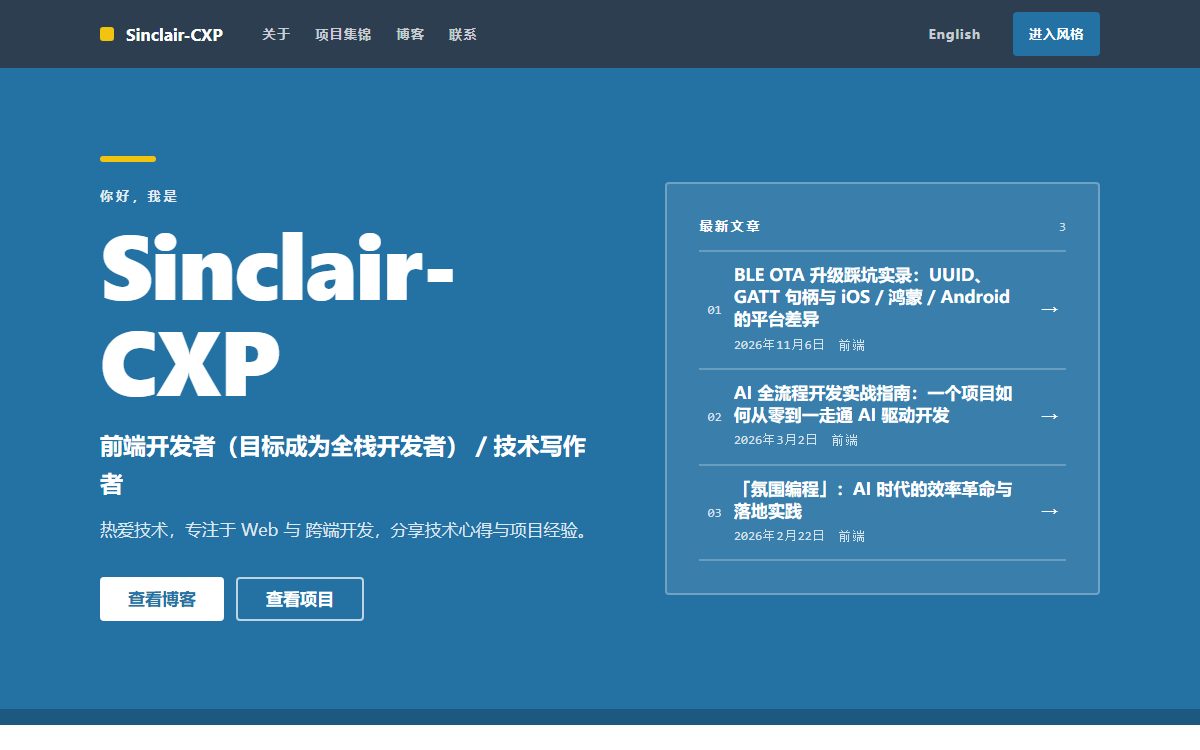 Sinclair-CXP
关于
项目集锦
博客
联系
English
进入风格
你好，我是
Sinclair-
CXP
前端开发者（目标成为全栈开发者） / 技术写作
者
热爱技术，专注于 Web 与 跨端开发，分享技术心得与项目经验。
查看博客
查看项目
最新文章
3
01
BLE OTA 升级踩坑实录：UUID、
GATT 句柄与 iOS / 鸿蒙 / Android
的平台差异
2026年11月6日 前端
→
02
AI 全流程开发实战指南：一个项目如
何从零到一走通 AI 驱动开发
2026年3月2日 前端
→
03
「氛围编程」：AI 时代的效率革命与
落地实践
2026年2月22日 前端
→